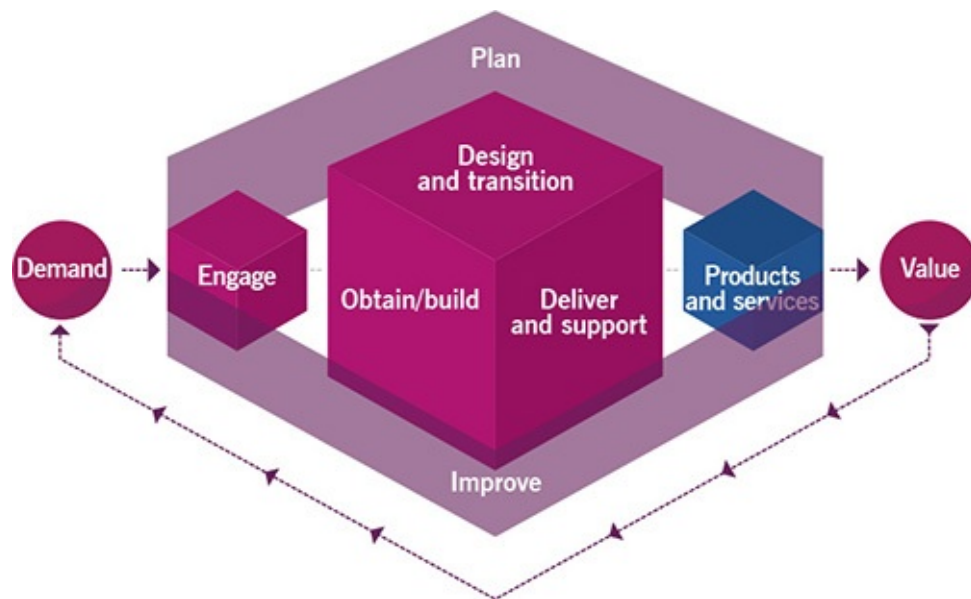 Plan
Design
and transition
Demand
Engage
Obtain/build
Deliver
and support
Products
and services
Value
Improve